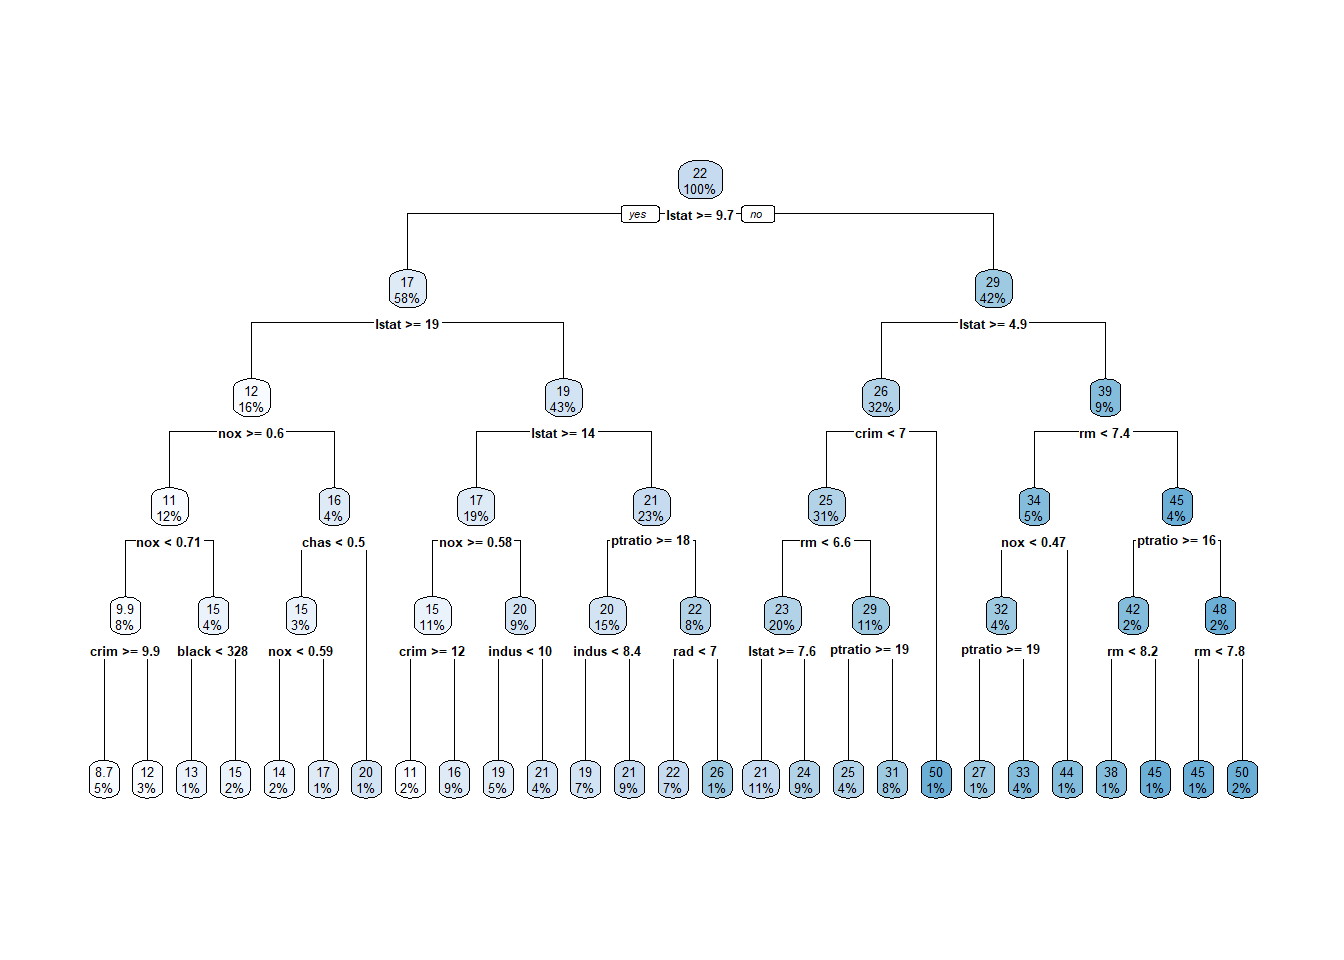 22
100%
yes lstat >= 9.7 no
17 29
58% 42%
lstat >= 19 lstat >= 4.9
12 19 26 39
16% 43% 32% 9%
nox >= 0.6 lstat >= 14 crim < 7 rm < 7.4
11 16 17 21 25 34 45
12% 4% 19% 23% 31% 5% 4%
nox < 0.71 chas < 0.5 nox >= 0.58 ptratio >= 18 rm < 6.6 nox < 0.47 ptratio >= 16
9.9 15 15 15 20 20 22 23 29 32 42 48
8% 4% 3% 11% 9% 15% 8% 20% 11% 4% 2% 2%
crim >= 9.9 black < 328 nox < 0.59 crim >= 12 indus < 10 indus < 8.4 rad < 7 lstat >= 7.6 ptratio >= 19 ptratio >= 19 rm < 8.2 rm < 7.8
8.7 12 13 15 14 17 20 11 16 19 21 19 21 22 26 21 24 25 31 50 27 33 44 38 45 45 50
5% 3% 1% 2% 2% 1% 1% 2% 9% 5% 4% 7% 9% 7% 1% 11% 9% 4% 8% 1% 1% 4% 1% 1% 1% 1% 2%